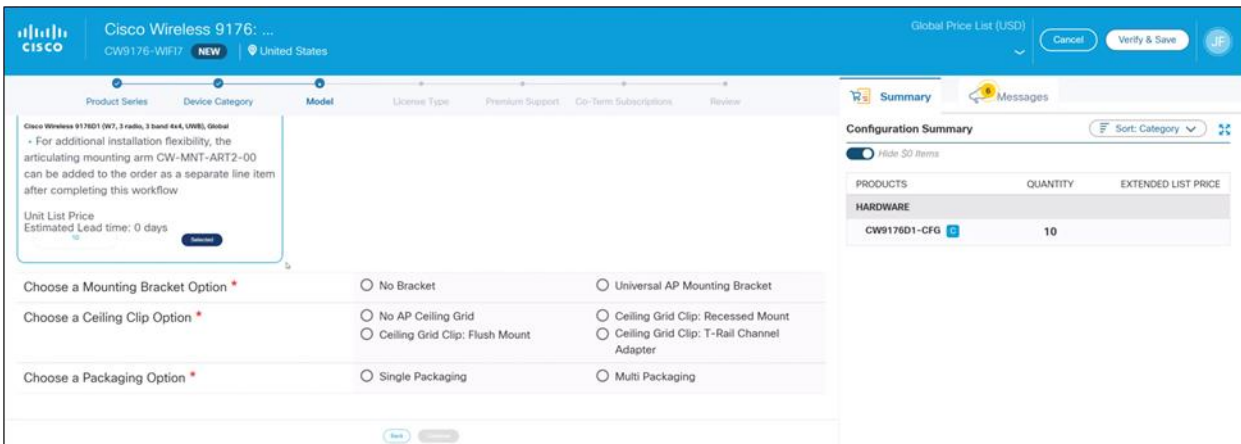 CISCO
Cisco Wireless 9176: ...
CW9176-WIFI7 NEW United States
Global Price List (USD)
Cancel
Verify & Save
JF
Product Series
Device Category
Model
License Type
Premium Support
Co-Term Subscriptions
Review
Cisco Wireless 9176D1 (W7, 3 radio, 3 band 4x4, UWB), Global
• For additional installation flexibility, the
articulating mounting arm CW-MNT-ART2-00
can be added to the order as a separate line item
after completing this workflow
Unit List Price
Estimated Lead time: 0 days
10
Selected
Choose a Mounting Bracket Option *
No Bracket
Universal AP Mounting Bracket
Choose a Ceiling Clip Option *
No AP Ceiling Grid
Ceiling Grid Clip: Recessed Mount
Ceiling Grid Clip: Flush Mount
Ceiling Grid Clip: T-Rail Channel
Adapter
Choose a Packaging Option *
Single Packaging
Multi Packaging
Back
Summary
6
Messages
Configuration Summary
Sort: Category
Hide $0 Items
PRODUCTS QUANTITY EXTENDED LIST PRICE
HARDWARE
CW9176D1-CFG C 10